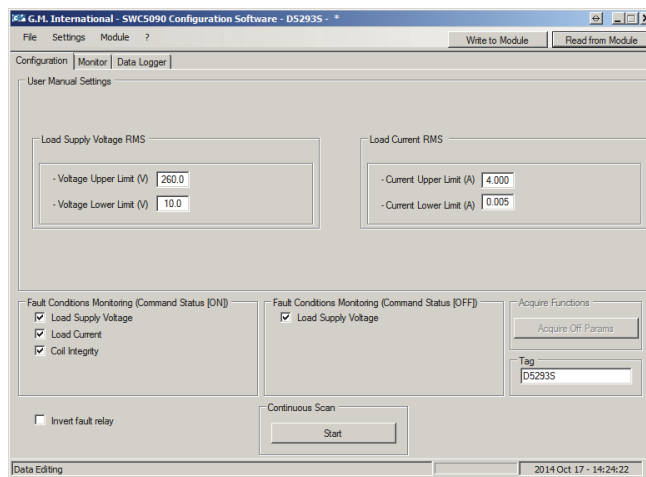 G.M. International - SWC5090 Configuration Software - D5293S - *
File Settings Module ? Write to Module Read from Module
Configuration Monitor Data Logger
User Manual Settings
Load Supply Voltage RMS Load Current RMS
- Voltage Upper Limit (V) 260.0 - Current Upper Limit (A) 4.000
- Voltage Lower Limit (V) 10.0 - Current Lower Limit (A) 0.005
Fault Conditions Monitoring (Command Status [ON]) Fault Conditions Monitoring (Command Status [OFF]) Acquire Functions
Load Supply Voltage Load Supply Voltage Acquire Off Params
Load Current
Coil Integrity
Tag
D5293S
Continuous Scan
Invert fault relay
Start
Data Editing 2014 Oct 17 - 14:24:22